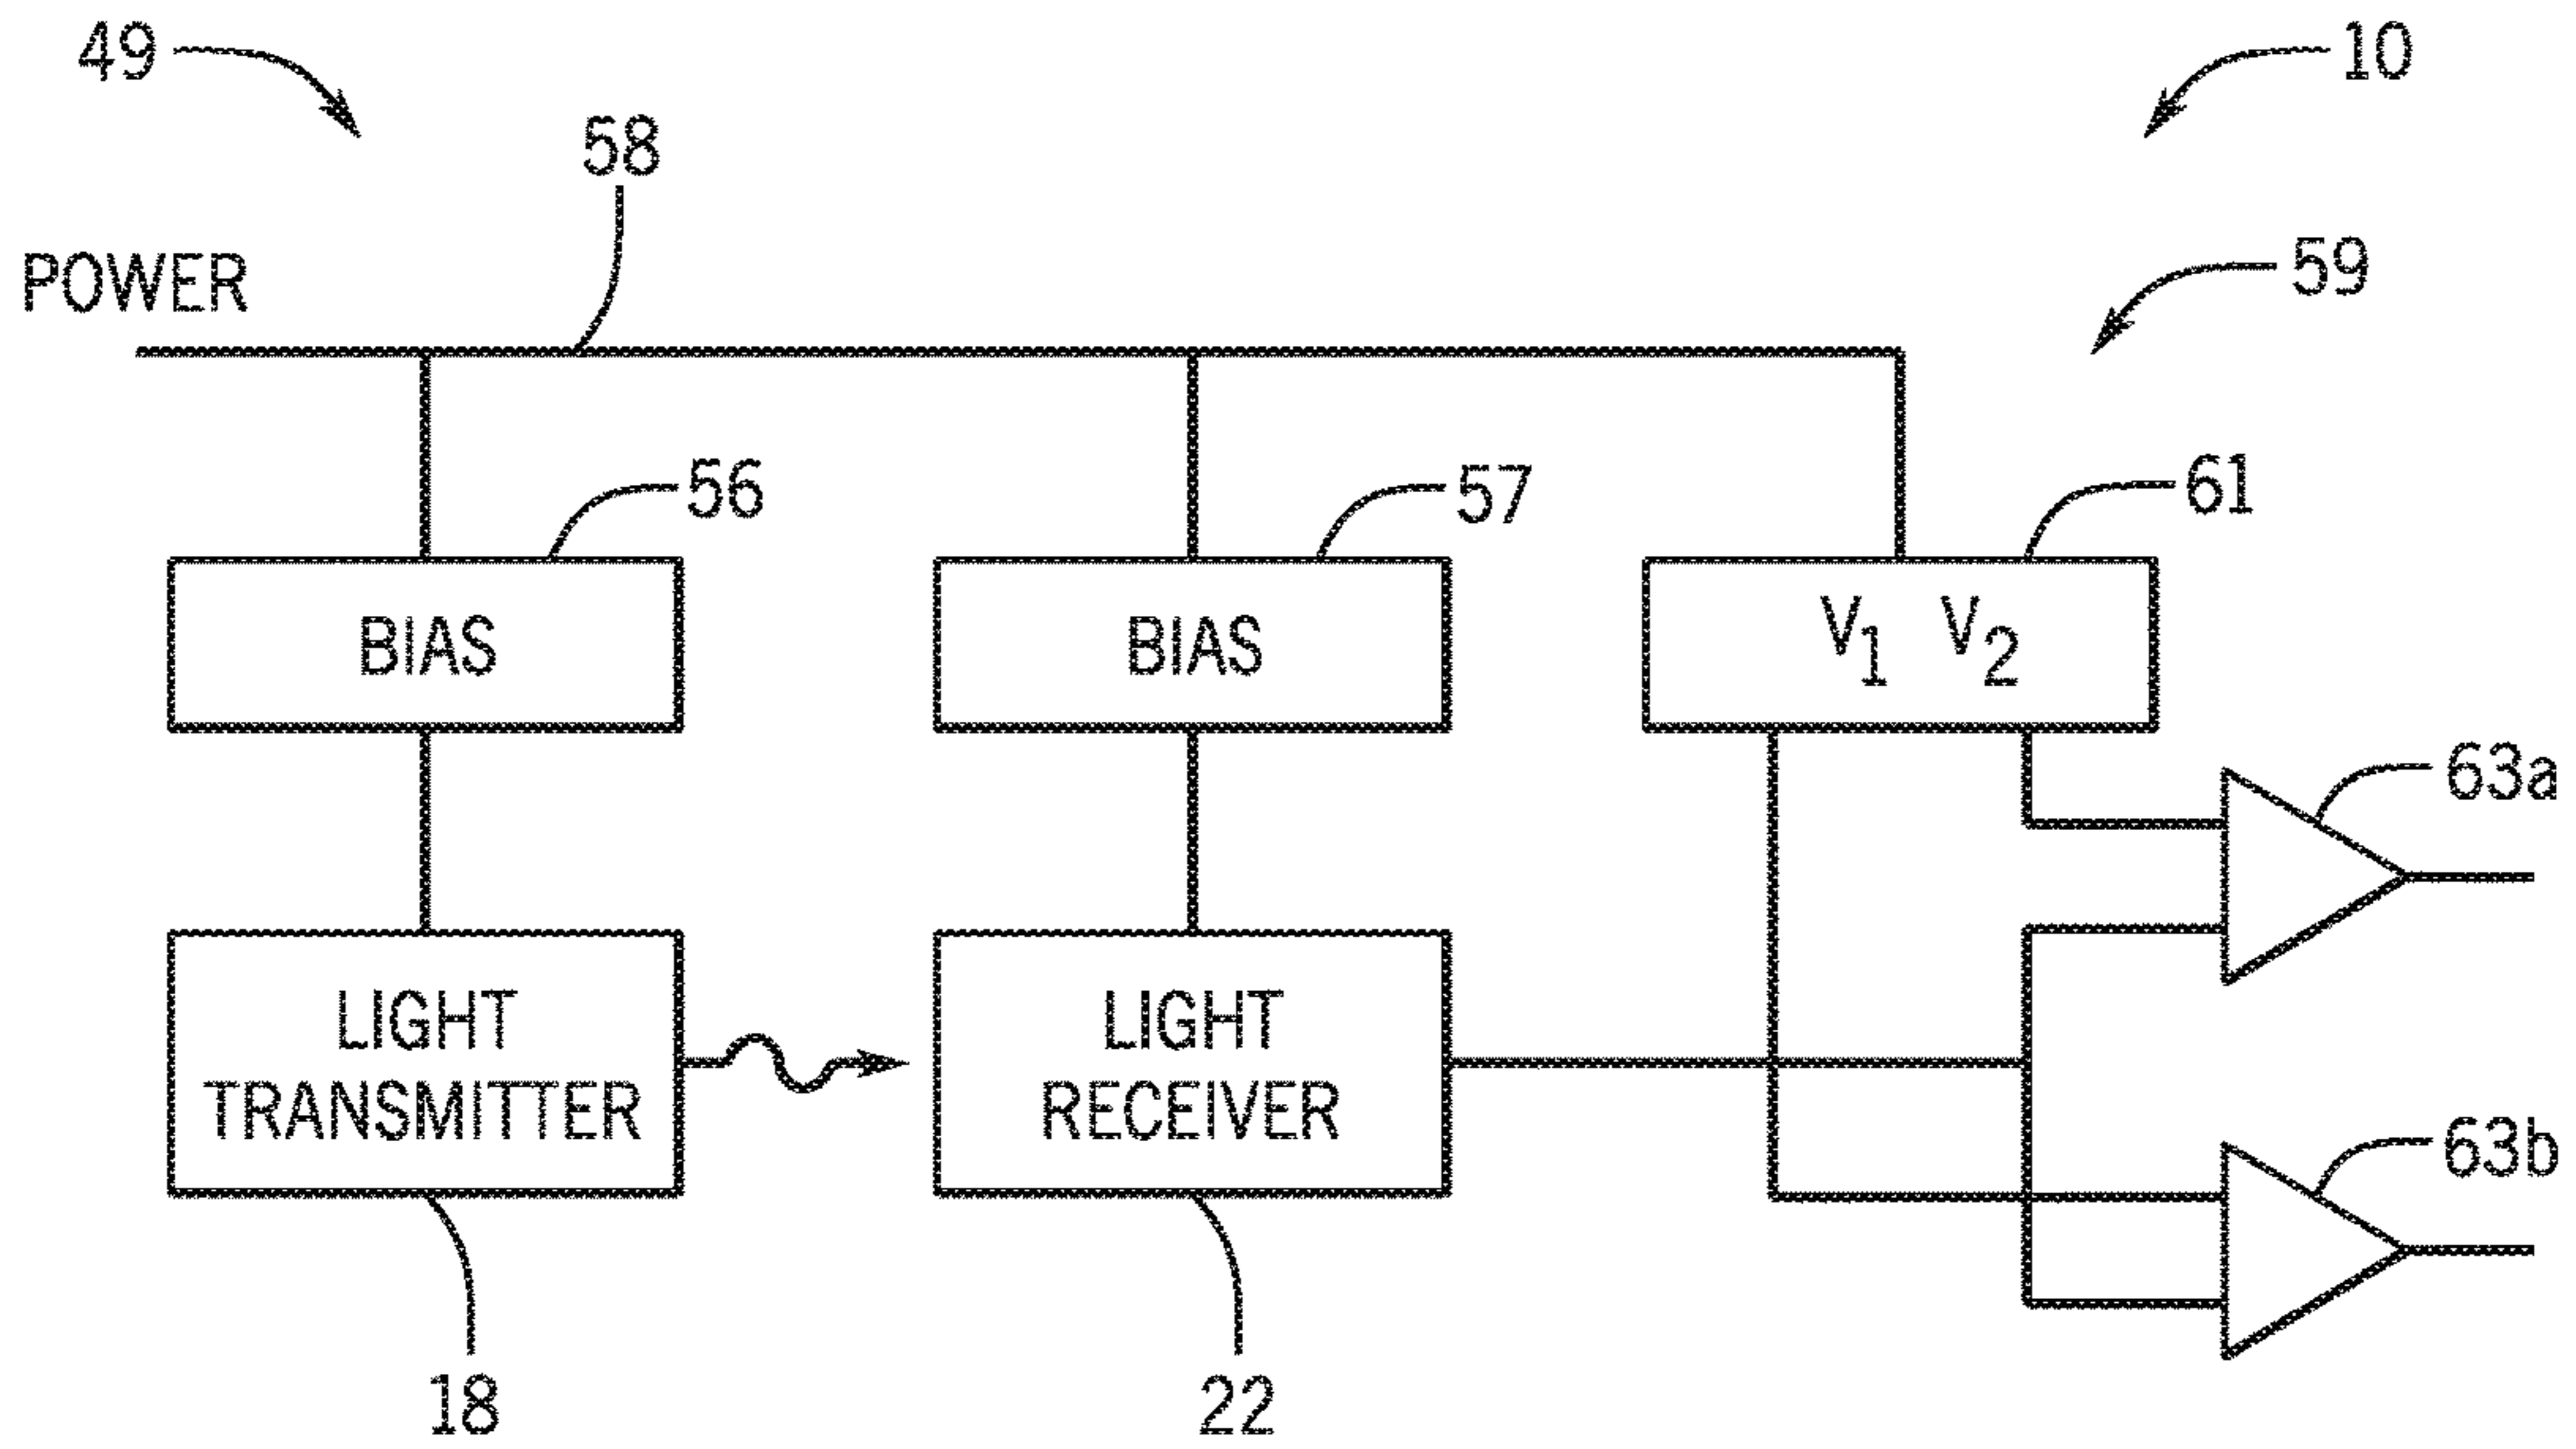 49
10
58
POWER
59
56
57
61
BIAS
BIAS
V1 V2
63a
LIGHT
TRANSMITTER
LIGHT
RECEIVER
63b
18
22